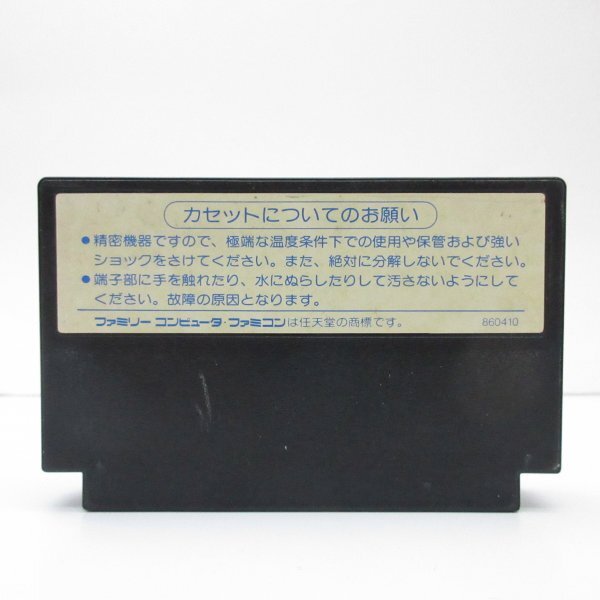 カセットについてのお願い
●精密機器ですので、極端な温度条件下での使用や保管および強い
ショックをさけてください。また、絶対に分解しないでください。
●端子部に手を触れたり、水にぬらしたりして汚さないようにして
ください。故障の原因となります。
ファミリー コンピュータ・ファミコンは任天堂の商標です。 860410